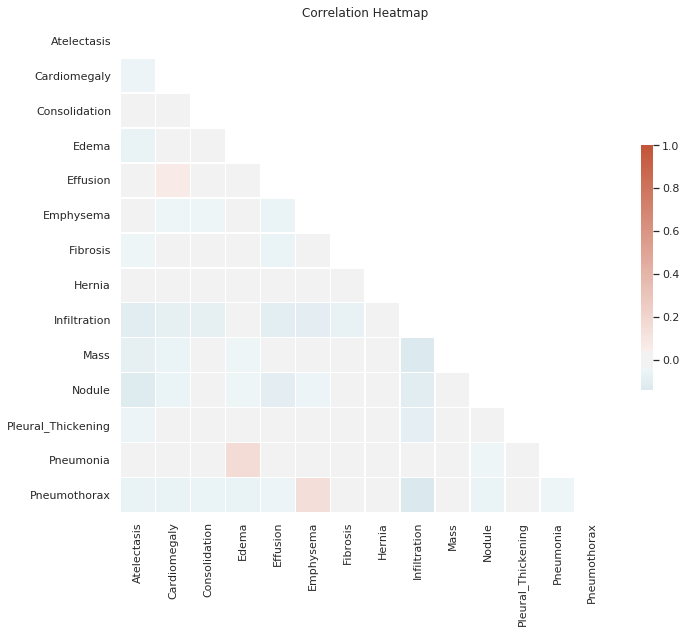 Correlation Heatmap
Atelectasis
Cardiomegaly
Consolidation
Edema
Effusion
Emphysema
Fibrosis
Hernia
Infiltration
Mass
Nodule
Pleural_Thickening
Pneumonia
Pneumothorax
Atelectasis
Cardiomegaly
Consolidation
Edema
Effusion
Emphysema
Fibrosis
Hernia
Infiltration
Mass
Nodule
Pleural_Thickening
Pneumonia
Pneumothorax
1.0
0.8
0.6
0.4
0.2
0.0